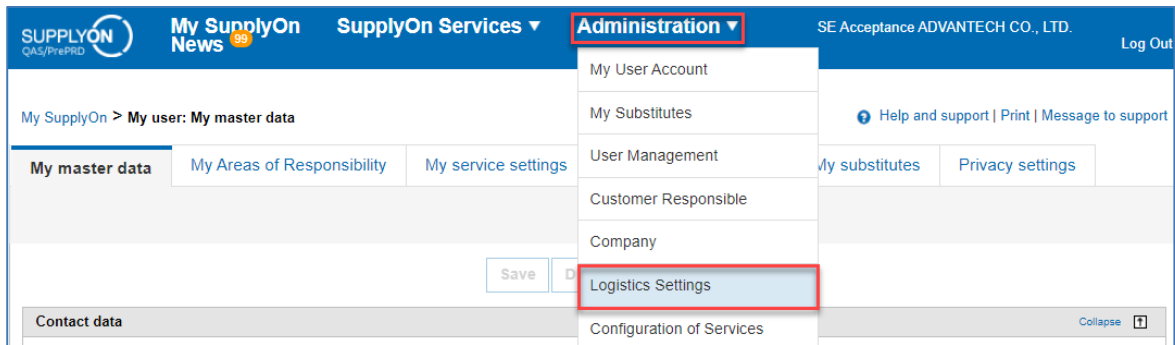 SUPPLYON
QAS/PrePRD
My SupplyOn
News 99
SupplyOn Services ▼
Administration ▼
SE Acceptance ADVANTECH CO., LTD.
Log Out
My User Account
My Substitutes
User Management
Customer Responsible
Company
Logistics Settings
Configuration of Services
My SupplyOn > My user: My master data
Help and support | Print | Message to support
My master data
My Areas of Responsibility
My service settings
My substitutes
Privacy settings
Save
D
Contact data
Collapse